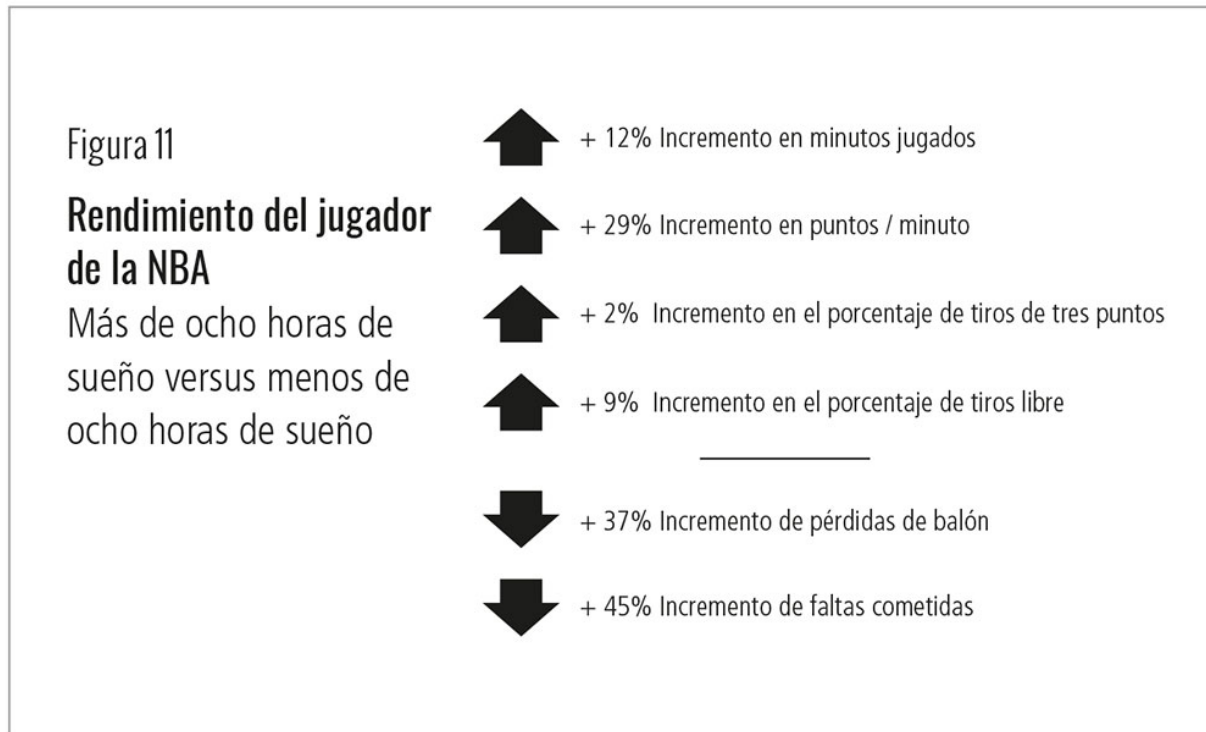 Figura 11
Rendimiento del jugador
de la NBA
Más de ocho horas de
sueño versus menos de
ocho horas de sueño
+ 12% Incremento en minutos jugados
+ 29% Incremento en puntos / minuto
+ 2% Incremento en el porcentaje de tiros de tres puntos
+ 9% Incremento en el porcentaje de tiros libre
+ 37% Incremento de pérdidas de balón
+ 45% Incremento de faltas cometidas